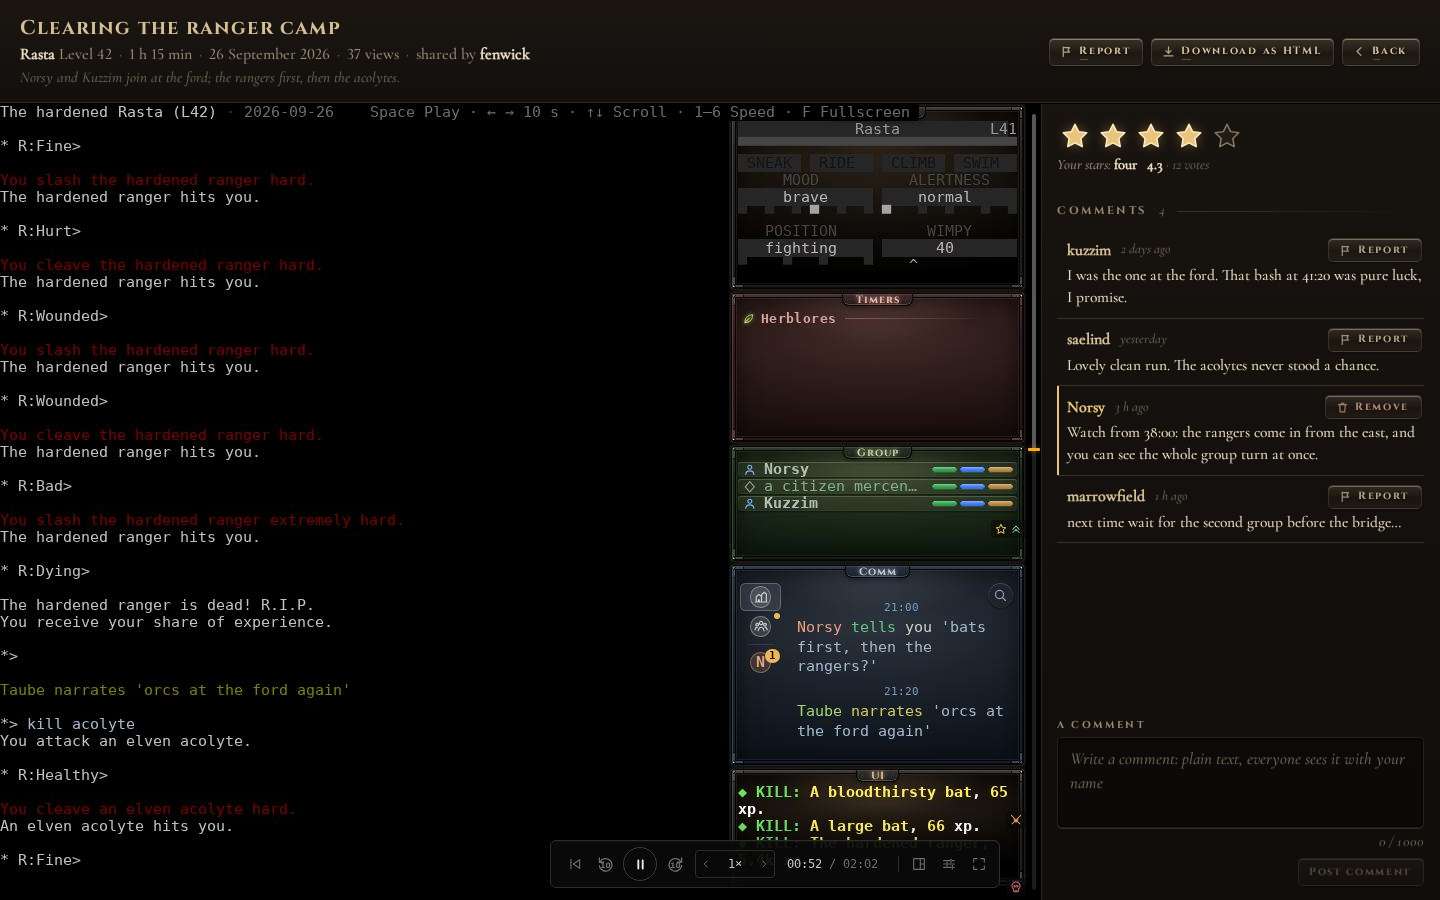 Clearing the ranger camp
Rasta Level 42 · 1 h 15 min · 26 September 2026 · 37 views · shared by fenwick
Norsy and Kuzzim join at the ford; the rangers first, then the acolytes.
Report
Download as HTML
Back
The hardened Rasta (L42) · 2026-09-26 Space Play · ← → 10 s · ↑↓ Scroll · 1–6 Speed · F Fullscreen
* R:Fine>
You slash the hardened ranger hard.
The hardened ranger hits you.
* R:Hurt>
You cleave the hardened ranger hard.
The hardened ranger hits you.
* R:Wounded>
You slash the hardened ranger hard.
The hardened ranger hits you.
* R:Wounded>
You cleave the hardened ranger hard.
The hardened ranger hits you.
* R:Bad>
You slash the hardened ranger extremely hard.
The hardened ranger hits you.
* R:Dying>
The hardened ranger is dead! R.I.P.
You receive your share of experience.
*>
Taube narrates 'orcs at the ford again'
*> kill acolyte
You attack an elven acolyte.
* R:Healthy>
You cleave an elven acolyte hard.
An elven acolyte hits you.
* R:Fine>
Rasta L41
SNEAK RIDE CLIMB SWIM
MOOD ALERTNESS
brave normal
POSITION WIMPY
fighting 40
Timers
Herblores
Group
Norsy
a citizen mercen…
Kuzzim
Comm
21:00
Norsy tells you 'bats
first, then the
rangers?'
N 1
21:20
Taube narrates 'orcs at
the ford again'
UI
◆ KILL: A bloodthirsty bat, 65
xp.
◆ KILL: A large bat, 66 xp.
◆ KILL: The hardened ranger,
10
10
1×
00:52 / 02:02
Your stars: four 4.3 · 12 votes
Comments 4
kuzzim 2 days ago
Report
I was the one at the ford. That bash at 41:20 was pure luck,
I promise.
saelind yesterday
Report
Lovely clean run. The acolytes never stood a chance.
Norsy 3 h ago
Remove
Watch from 38:00: the rangers come in from the east, and
you can see the whole group turn at once.
marrowfield 1 h ago
Report
next time wait for the second group before the bridge…
A comment
Write a comment: plain text, everyone sees it with your
name
0 / 1000
Post comment